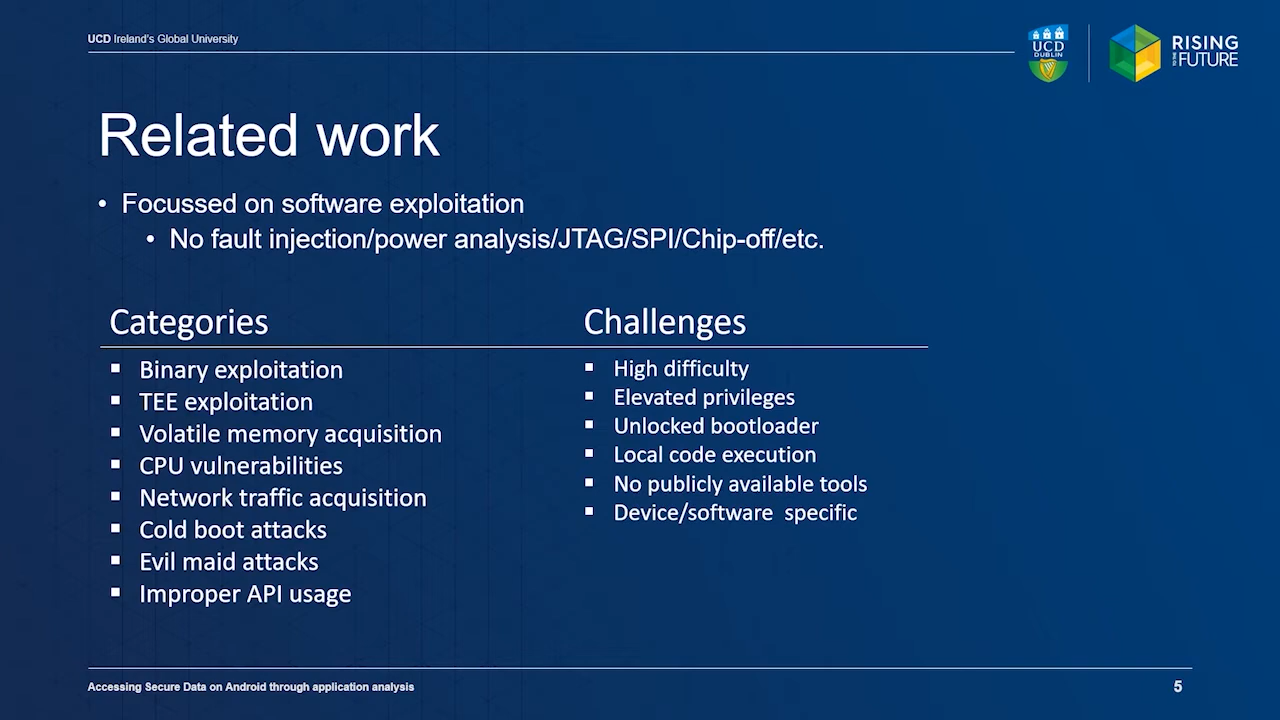 UCD Ireland's Global University
UCD
DUBLIN
RISING
TO THE
FUTURE
Related work
• Focussed on software exploitation
• No fault injection/power analysis/JTAG/SPI/Chip-off/etc.
Categories
▪ Binary exploitation
▪ TEE exploitation
▪ Volatile memory acquisition
▪ CPU vulnerabilities
▪ Network traffic acquisition
▪ Cold boot attacks
▪ Evil maid attacks
▪ Improper API usage
Challenges
▪ High difficulty
▪ Elevated privileges
▪ Unlocked bootloader
▪ Local code execution
▪ No publicly available tools
▪ Device/software  specific
Accessing Secure Data on Android through application analysis
5